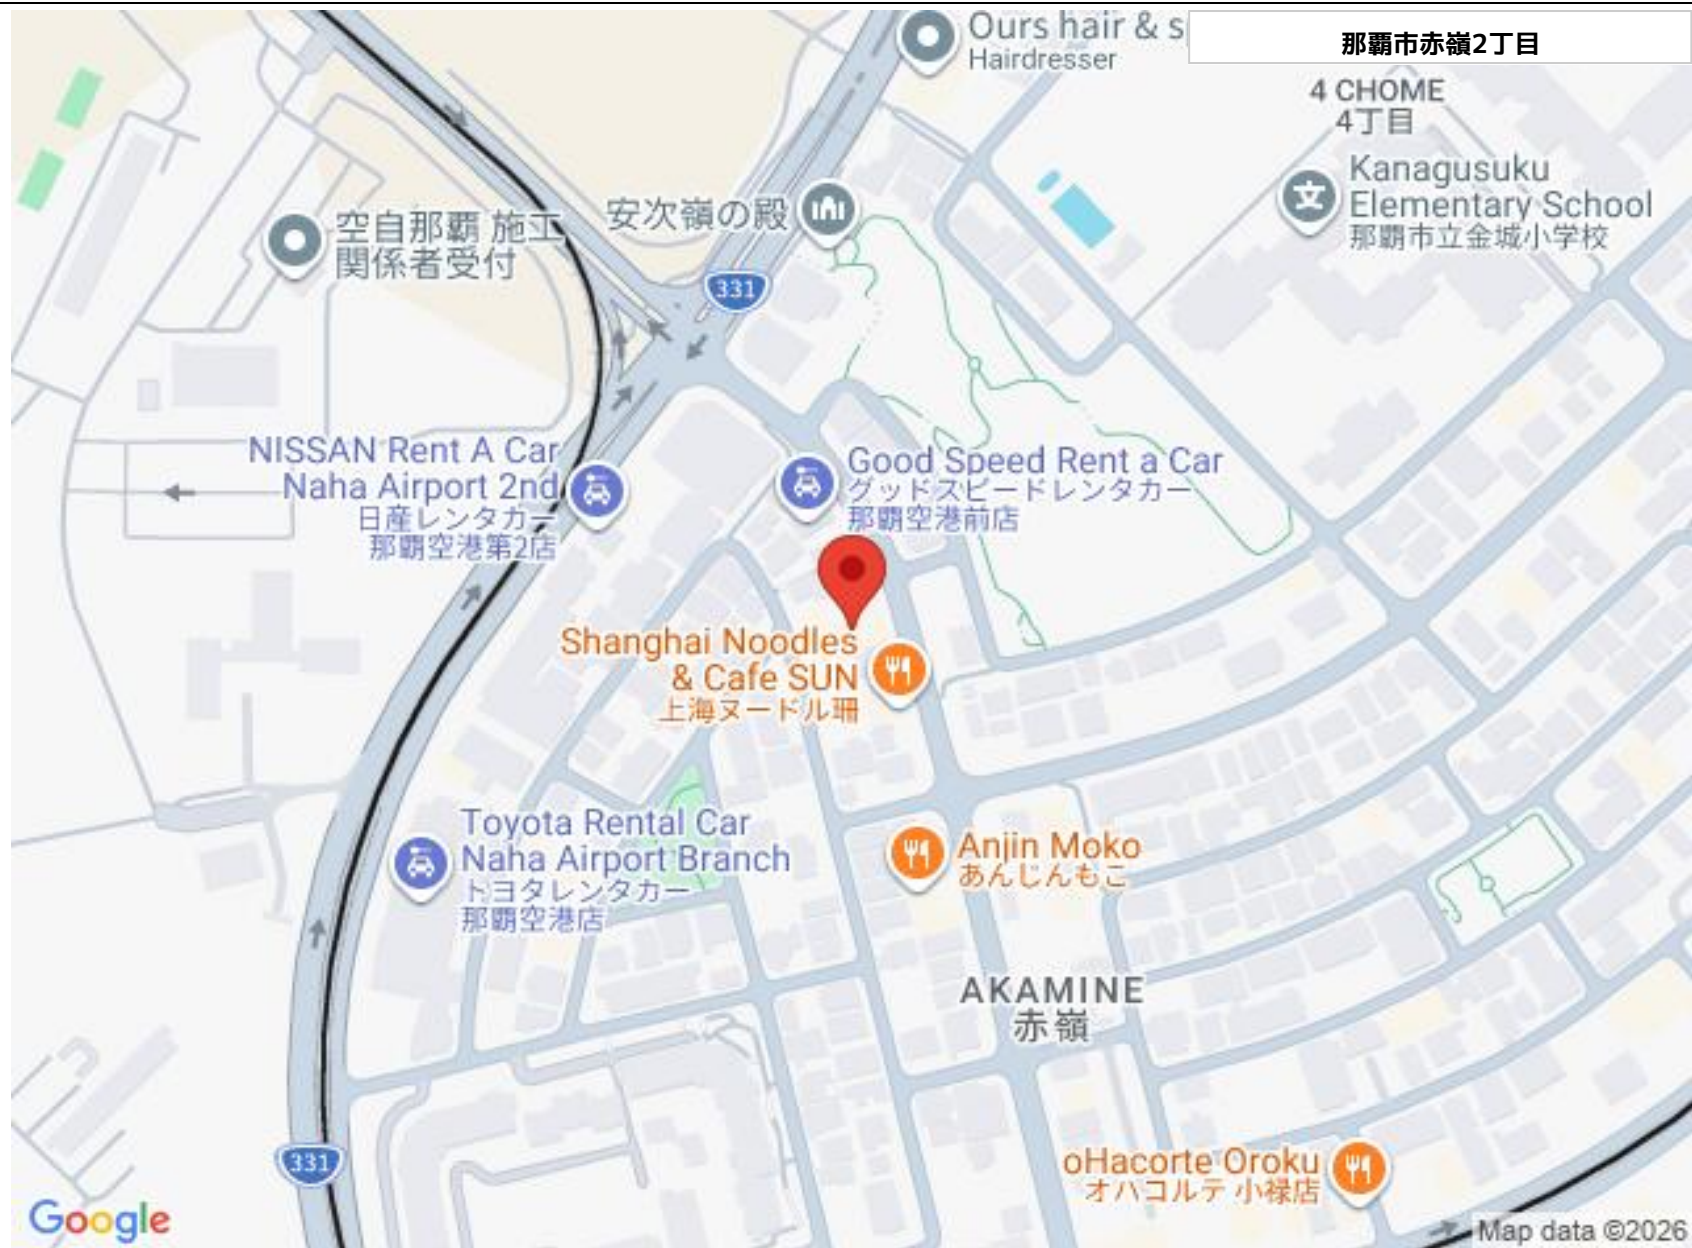 Ours hair & s
Hairdresser
那覇市赤嶺2丁目
4 CHOME
4丁目
Kanagusuku
Elementary School
那覇市立金城小学校
安次嶺の殿
空自那覇 施工
関係者受付
331
NISSAN Rent A Car
Naha Airport 2nd
日産レンタカー
那覇空港第2店
Good Speed Rent a Car
グッドスピードレンタカー
那覇空港前店
Shanghai Noodles
& Cafe SUN
上海ヌードル珊
Toyota Rental Car
Naha Airport Branch
トヨタレンタカー
那覇空港店
Anjin Moko
あんじんもこ
AKAMINE
赤嶺
oHacorte Oroku
オハコルテ 小禄店
331
Google
Map data ©2026